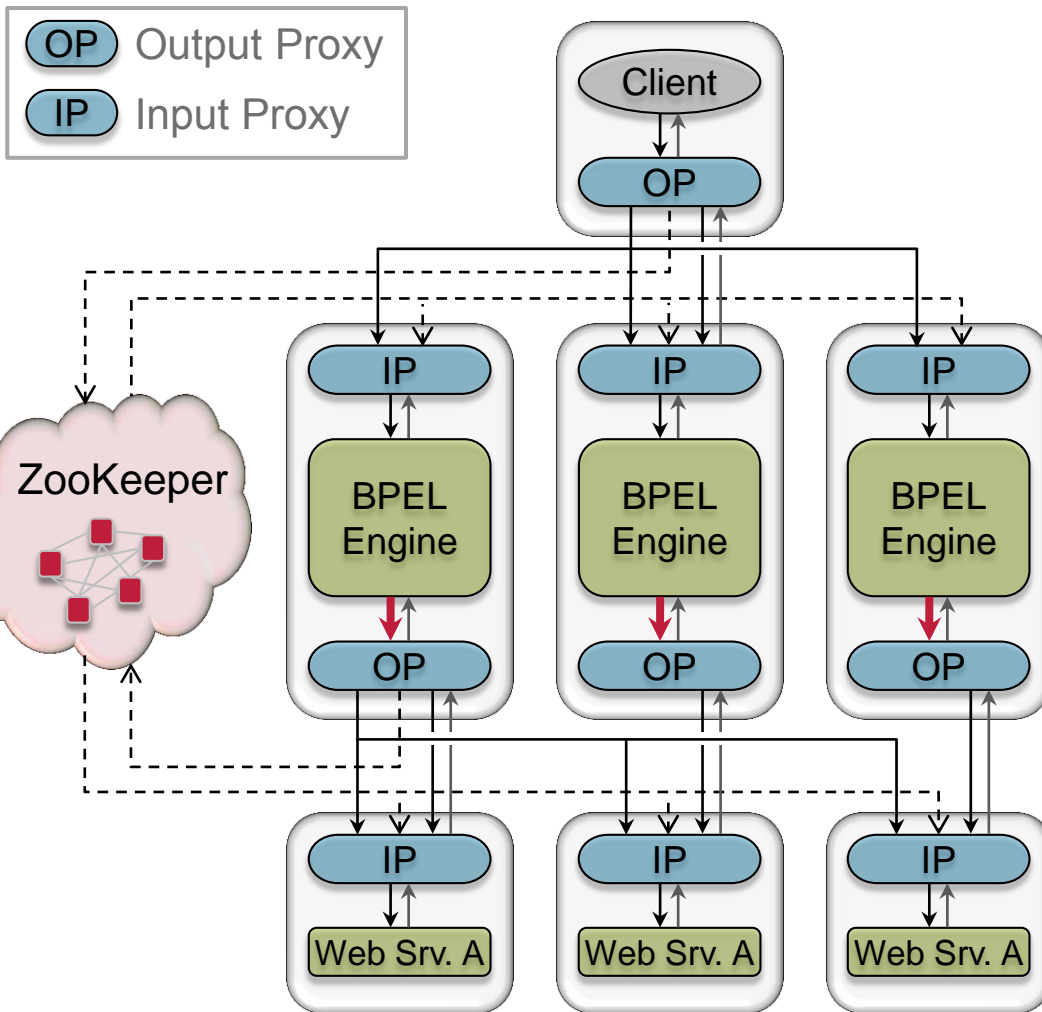 OP Output Proxy
IP Input Proxy
Client
OP
IP
IP
IP
ZooKeeper
BPEL
Engine
BPEL
Engine
BPEL
Engine
OP
OP
OP
IP
IP
IP
Web Srv. A
Web Srv. A
Web Srv. A